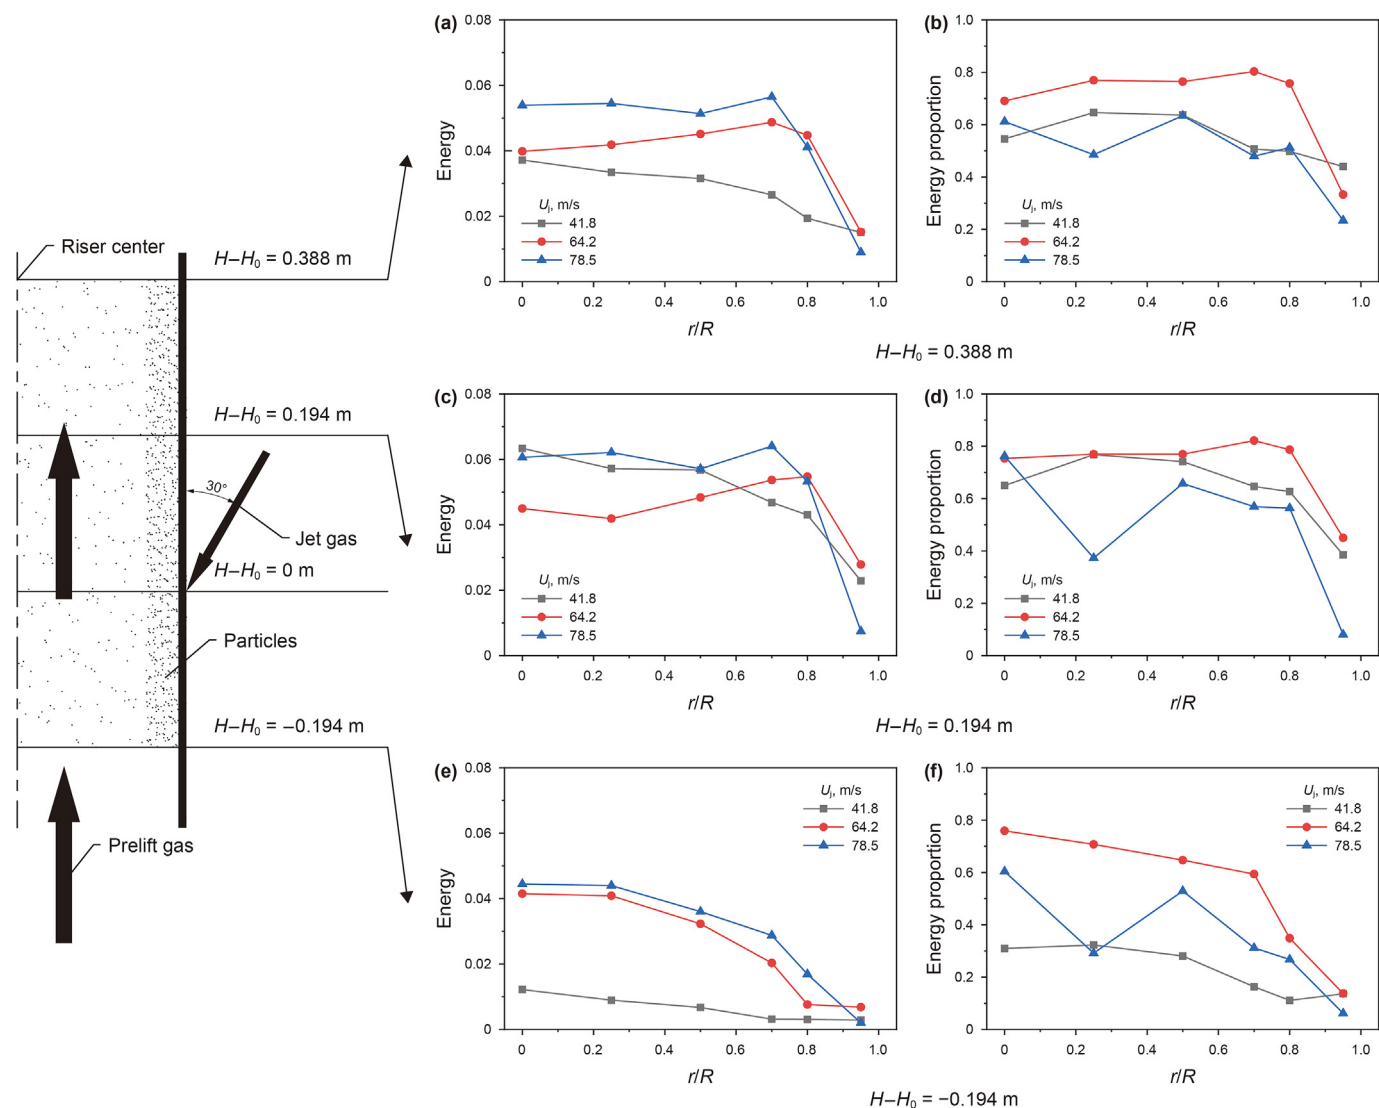 Riser center
H–H0 = 0.388 m
H–H0 = 0.194 m
30°
Jet gas
H–H0 = 0 m
Particles
H–H0 = −0.194 m
Prelift gas
(a)
0.08
0.06
0.04
0.02
0
Energy
Uj, m/s
41.8
64.2
78.5
0 0.2 0.4 0.6 0.8 1.0
r/R
(b)
1.0
0.8
0.6
0.4
0.2
0
Energy proportion
Uj, m/s
41.8
64.2
78.5
0 0.2 0.4 0.6 0.8 1.0
r/R
H–H0 = 0.388 m
(c)
0.08
0.06
0.04
0.02
0
Energy
Uj, m/s
41.8
64.2
78.5
0 0.2 0.4 0.6 0.8 1.0
r/R
(d)
1.0
0.8
0.6
0.4
0.2
0
Energy proportion
Uj, m/s
41.8
64.2
78.5
0 0.2 0.4 0.6 0.8 1.0
r/R
H–H0 = 0.194 m
(e)
0.08
0.06
0.04
0.02
0
Energy
Uj, m/s
41.8
64.2
78.5
0 0.2 0.4 0.6 0.8 1.0
r/R
(f)
1.0
0.8
0.6
0.4
0.2
0
Energy proportion
Uj, m/s
41.8
64.2
78.5
0 0.2 0.4 0.6 0.8 1.0
r/R
H–H0 = −0.194 m